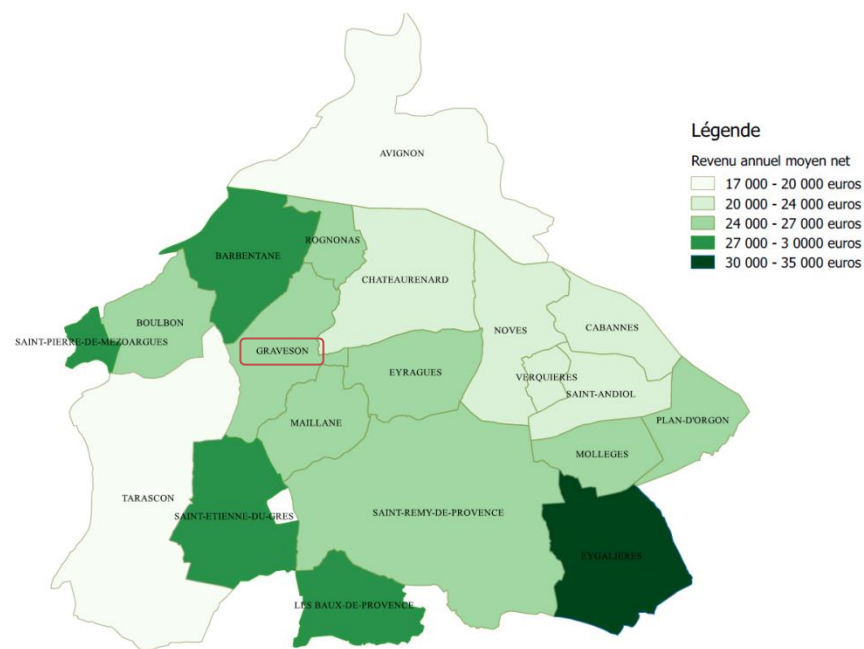 AVIGNON
Légende
Revenu annuel moyen net
17 000 - 20 000 euros
20 000 - 24 000 euros
24 000 - 27 000 euros
27 000 - 3 0000 euros
30 000 - 35 000 euros
ROGNONAS
BARBENTANE
CHATEAURENARD
BOULBON
NOVES
CABANNES
SAINT-PIERRE-DE-MEZOARGUES
GRAVESON
EYRAGUES
VERQUIERES
SAINT-ANDIOL
PLAN-D'ORGON
MAILLANE
MOLLEGES
TARASCON
SAINT-ETIENNE-DU-GRES
SAINT-REMY-DE-PROVENCE
EYGALIERES
LES BAUX-DE-PROVENCE